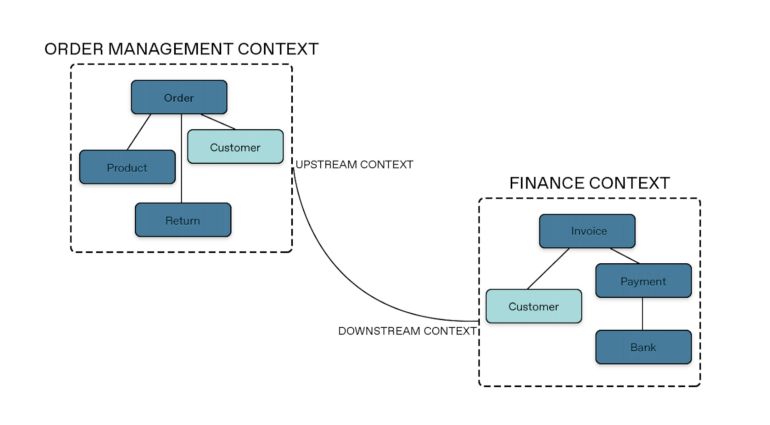 ORDER MANAGEMENT CONTEXT
Order
Customer
Product
Return
UPSTREAM CONTEXT
FINANCE CONTEXT
Invoice
Payment
Customer
DOWNSTREAM CONTEXT
Bank